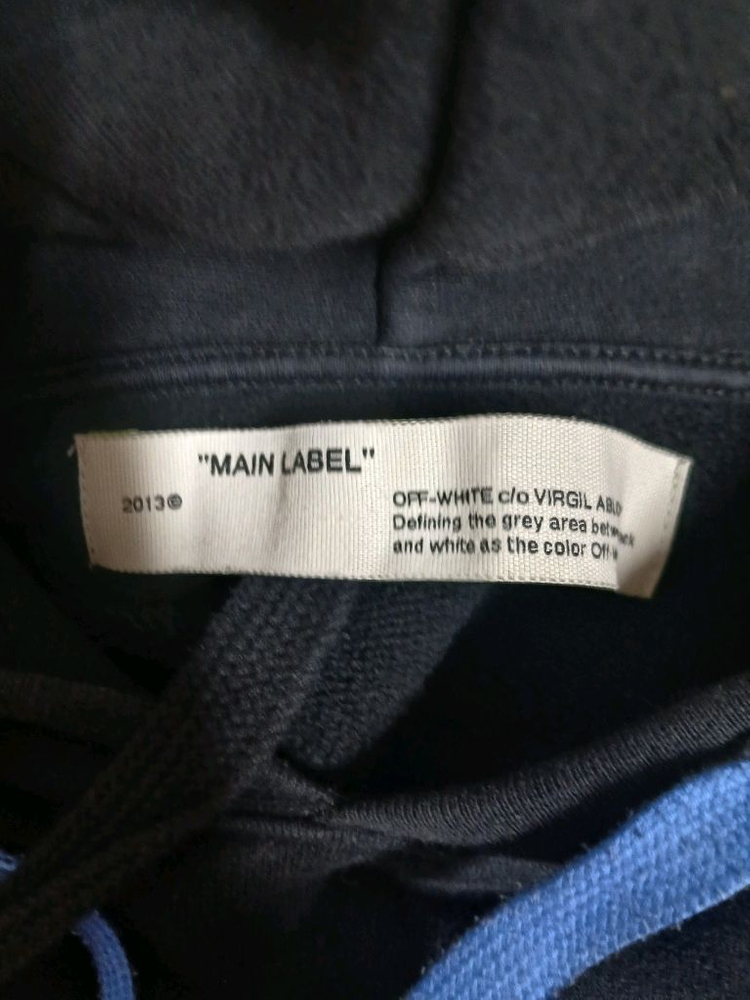 "MAIN LABEL"
2013©
OFF-WHITE c/o VIRGIL
Defining the grey area
and white as the color